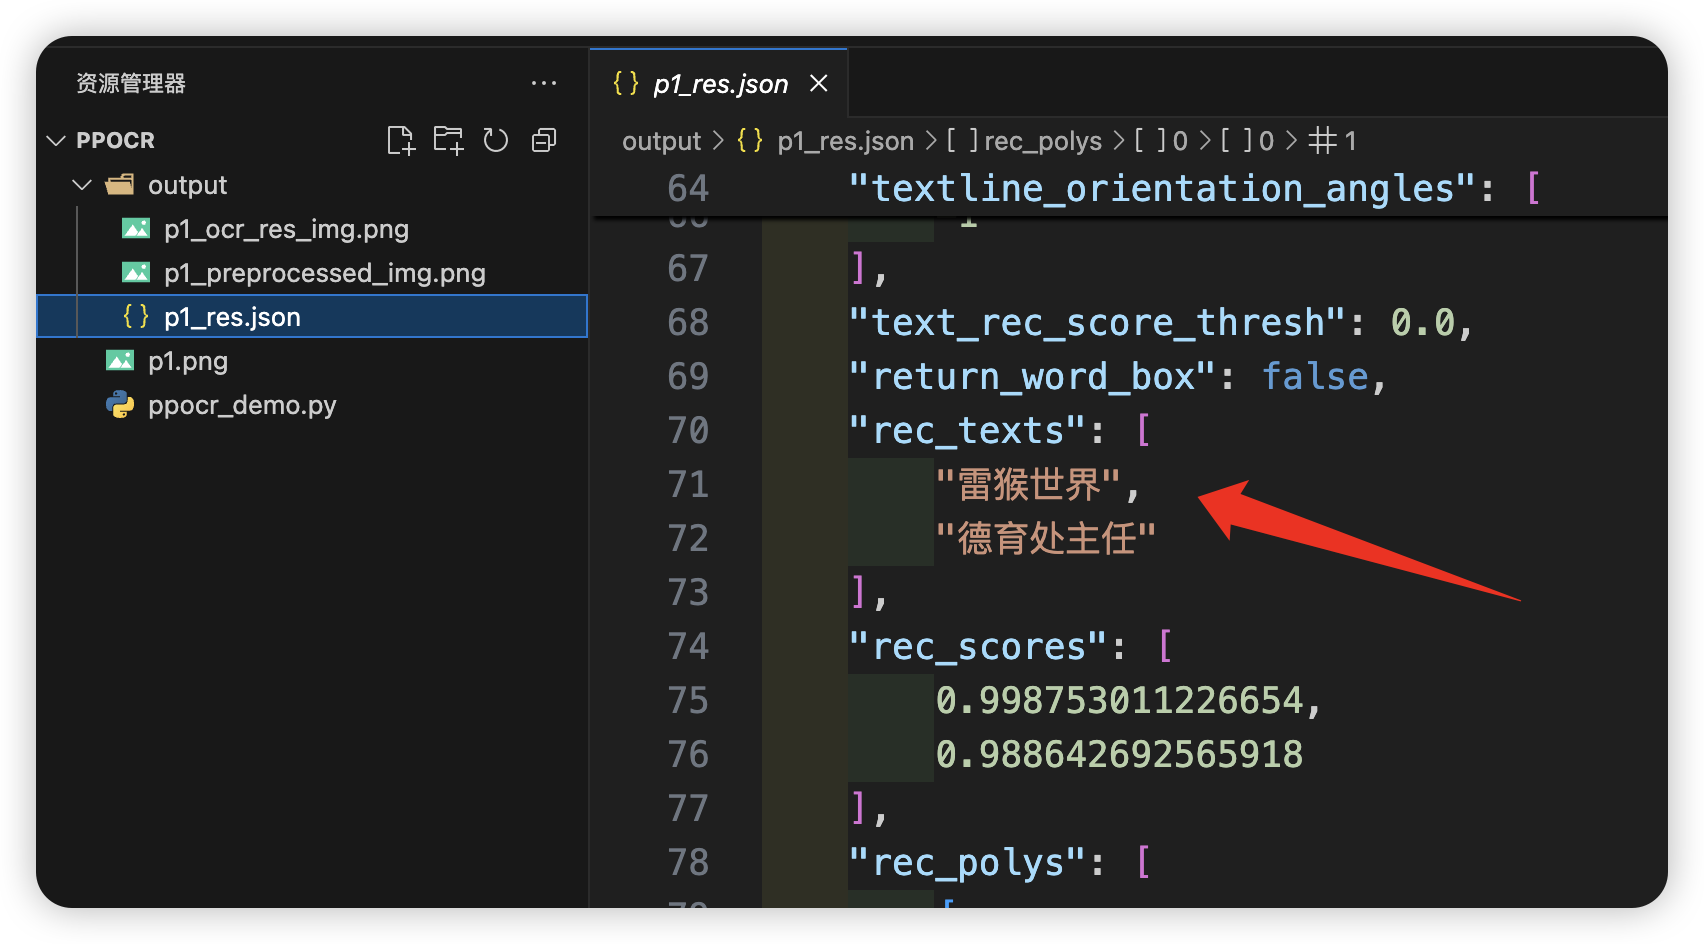 资源管理器
PPOCR
output
p1_ocr_res_img.png
p1_preprocessed_img.png
{ } p1_res.json
p1.png
ppocr_demo.py
{ } p1_res.json
output > { } p1_res.json > [ ] rec_polys > [ ] 0 > [ ] 0 > # 1
64 "textline_orientation_angles": [
66 1
67 ],
68 "text_rec_score_thresh": 0.0,
69 "return_word_box": false,
70 "rec_texts": [
71 "雷猴世界",
72 "德育处主任"
73 ],
74 "rec_scores": [
75 0.998753011226654,
76 0.988642692565918
77 ],
78 "rec_polys": [
79 [